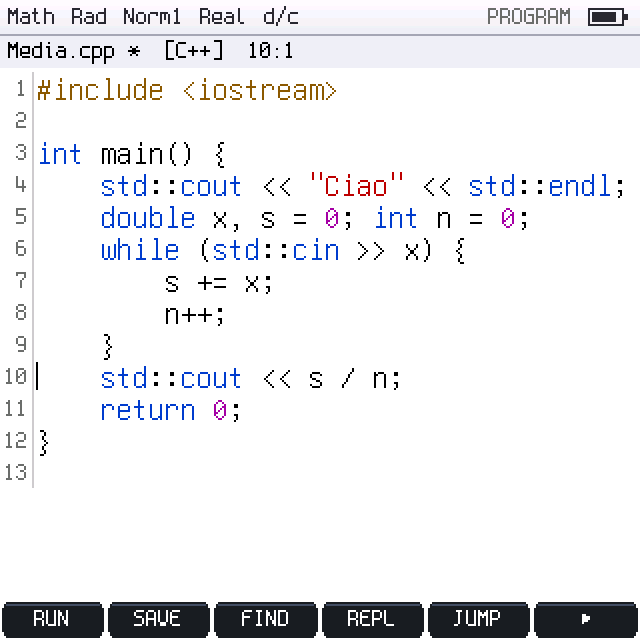 Math Rad Norm1 Real d/c PROGRAM
Media.cpp * [C++] 10:1
1 #include <iostream>
2
3 int main() {
4     std::cout << "Ciao" << std::endl;
5     double x, s = 0; int n = 0;
6     while (std::cin >> x) {
7         s += x;
8         n++;
9     }
10     std::cout << s / n;
11     return 0;
12 }
13
RUN SAVE FIND REPL JUMP ▶